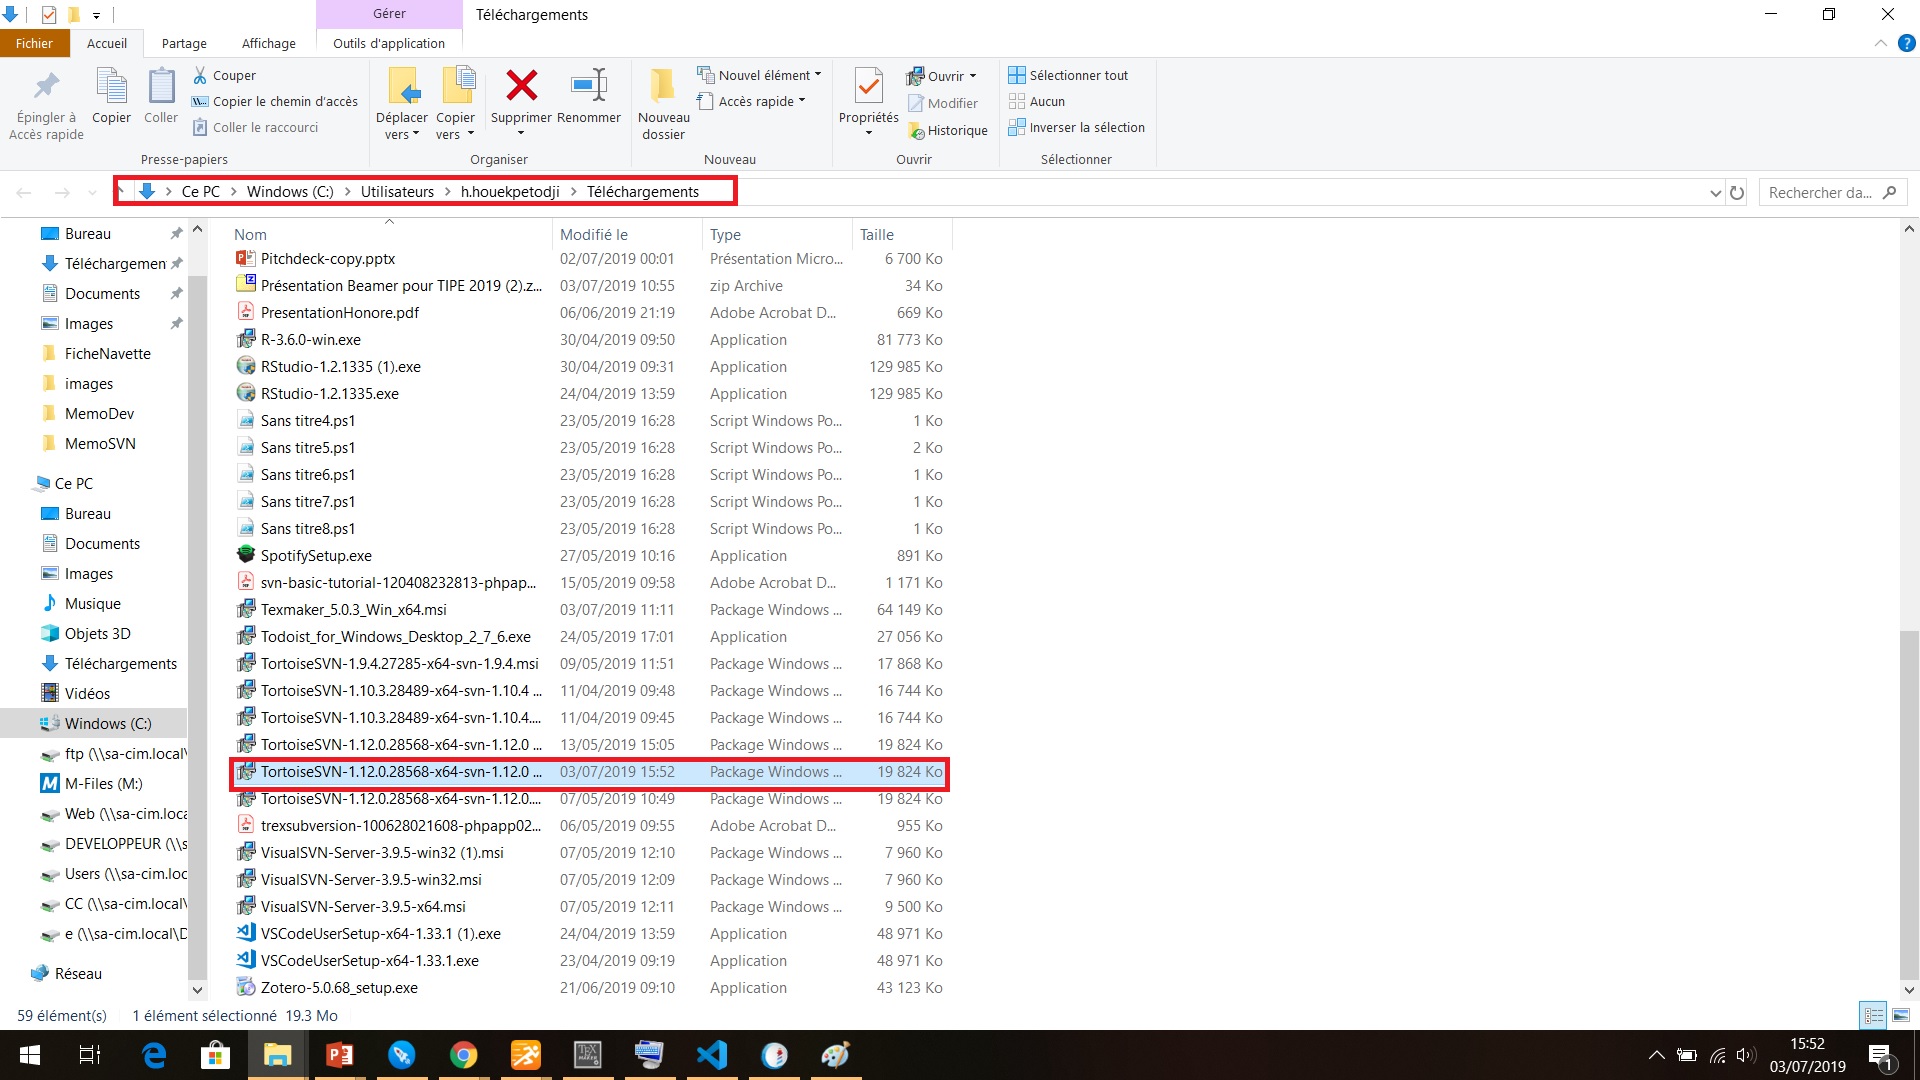 Gérer
Téléchargements
Fichier
Accueil
Partage
Affichage
Outils d'application
Épingler à
Accès rapide
Copier
Coller
Couper
Copier le chemin d'accès
Coller le raccourci
Presse-papiers
Déplacer
vers
Copier
vers
Supprimer
Renommer
Organiser
Nouveau
dossier
Nouvel élément
Accès rapide
Nouveau
Propriétés
Ouvrir
Modifier
Historique
Ouvrir
Sélectionner tout
Aucun
Inverser la sélection
Sélectionner
Ce PC > Windows (C:) > Utilisateurs > h.houekpetodji > Téléchargements
Rechercher da...
Bureau
Téléchargemen
Documents
Images
FicheNavette
images
MemoDev
MemoSVN
Ce PC
Bureau
Documents
Images
Musique
Objets 3D
Téléchargements
Vidéos
Windows (C:)
ftp (\\sa-cim.local\
M-Files (M:)
Web (\\sa-cim.loca
DEVELOPPEUR (\\s
Users (\\sa-cim.loc
CC (\\sa-cim.local\
e (\\sa-cim.local\D
Réseau
Nom Modifié le Type Taille
Pitchdeck-copy.pptx 02/07/2019 00:01 Présentation Micro... 6 700 Ko
Présentation Beamer pour TIPE 2019 (2).z... 03/07/2019 10:55 zip Archive 34 Ko
PresentationHonore.pdf 06/06/2019 21:19 Adobe Acrobat D... 669 Ko
R-3.6.0-win.exe 30/04/2019 09:50 Application 81 773 Ko
RStudio-1.2.1335 (1).exe 30/04/2019 09:31 Application 129 985 Ko
RStudio-1.2.1335.exe 24/04/2019 13:59 Application 129 985 Ko
Sans titre4.ps1 23/05/2019 16:28 Script Windows Po... 1 Ko
Sans titre5.ps1 23/05/2019 16:28 Script Windows Po... 2 Ko
Sans titre6.ps1 23/05/2019 16:28 Script Windows Po... 1 Ko
Sans titre7.ps1 23/05/2019 16:28 Script Windows Po... 1 Ko
Sans titre8.ps1 23/05/2019 16:28 Script Windows Po... 1 Ko
SpotifySetup.exe 27/05/2019 10:16 Application 891 Ko
svn-basic-tutorial-120408232813-phpap... 15/05/2019 09:58 Adobe Acrobat D... 1 171 Ko
Texmaker_5.0.3_Win_x64.msi 03/07/2019 11:11 Package Windows ... 64 149 Ko
Todoist_for_Windows_Desktop_2_7_6.exe 24/05/2019 17:01 Application 27 056 Ko
TortoiseSVN-1.9.4.27285-x64-svn-1.9.4.msi 09/05/2019 11:51 Package Windows ... 17 868 Ko
TortoiseSVN-1.10.3.28489-x64-svn-1.10.4 ... 11/04/2019 09:48 Package Windows ... 16 744 Ko
TortoiseSVN-1.10.3.28489-x64-svn-1.10.4.... 11/04/2019 09:45 Package Windows ... 16 744 Ko
TortoiseSVN-1.12.0.28568-x64-svn-1.12.0 ... 13/05/2019 15:05 Package Windows ... 19 824 Ko
TortoiseSVN-1.12.0.28568-x64-svn-1.12.0 ... 03/07/2019 15:52 Package Windows ... 19 824 Ko
TortoiseSVN-1.12.0.28568-x64-svn-1.12.0.... 07/05/2019 10:49 Package Windows ... 19 824 Ko
trexsubversion-100628021608-phpapp02... 06/05/2019 09:55 Adobe Acrobat D... 955 Ko
VisualSVN-Server-3.9.5-win32 (1).msi 07/05/2019 12:10 Package Windows ... 7 960 Ko
VisualSVN-Server-3.9.5-win32.msi 07/05/2019 12:09 Package Windows ... 7 960 Ko
VisualSVN-Server-3.9.5-x64.msi 07/05/2019 12:11 Package Windows ... 9 500 Ko
VSCodeUserSetup-x64-1.33.1 (1).exe 24/04/2019 13:59 Application 48 971 Ko
VSCodeUserSetup-x64-1.33.1.exe 23/04/2019 09:19 Application 48 971 Ko
Zotero-5.0.68_setup.exe 21/06/2019 09:10 Application 43 123 Ko
59 élément(s) 1 élément sélectionné 19.3 Mo
15:52
03/07/2019
1